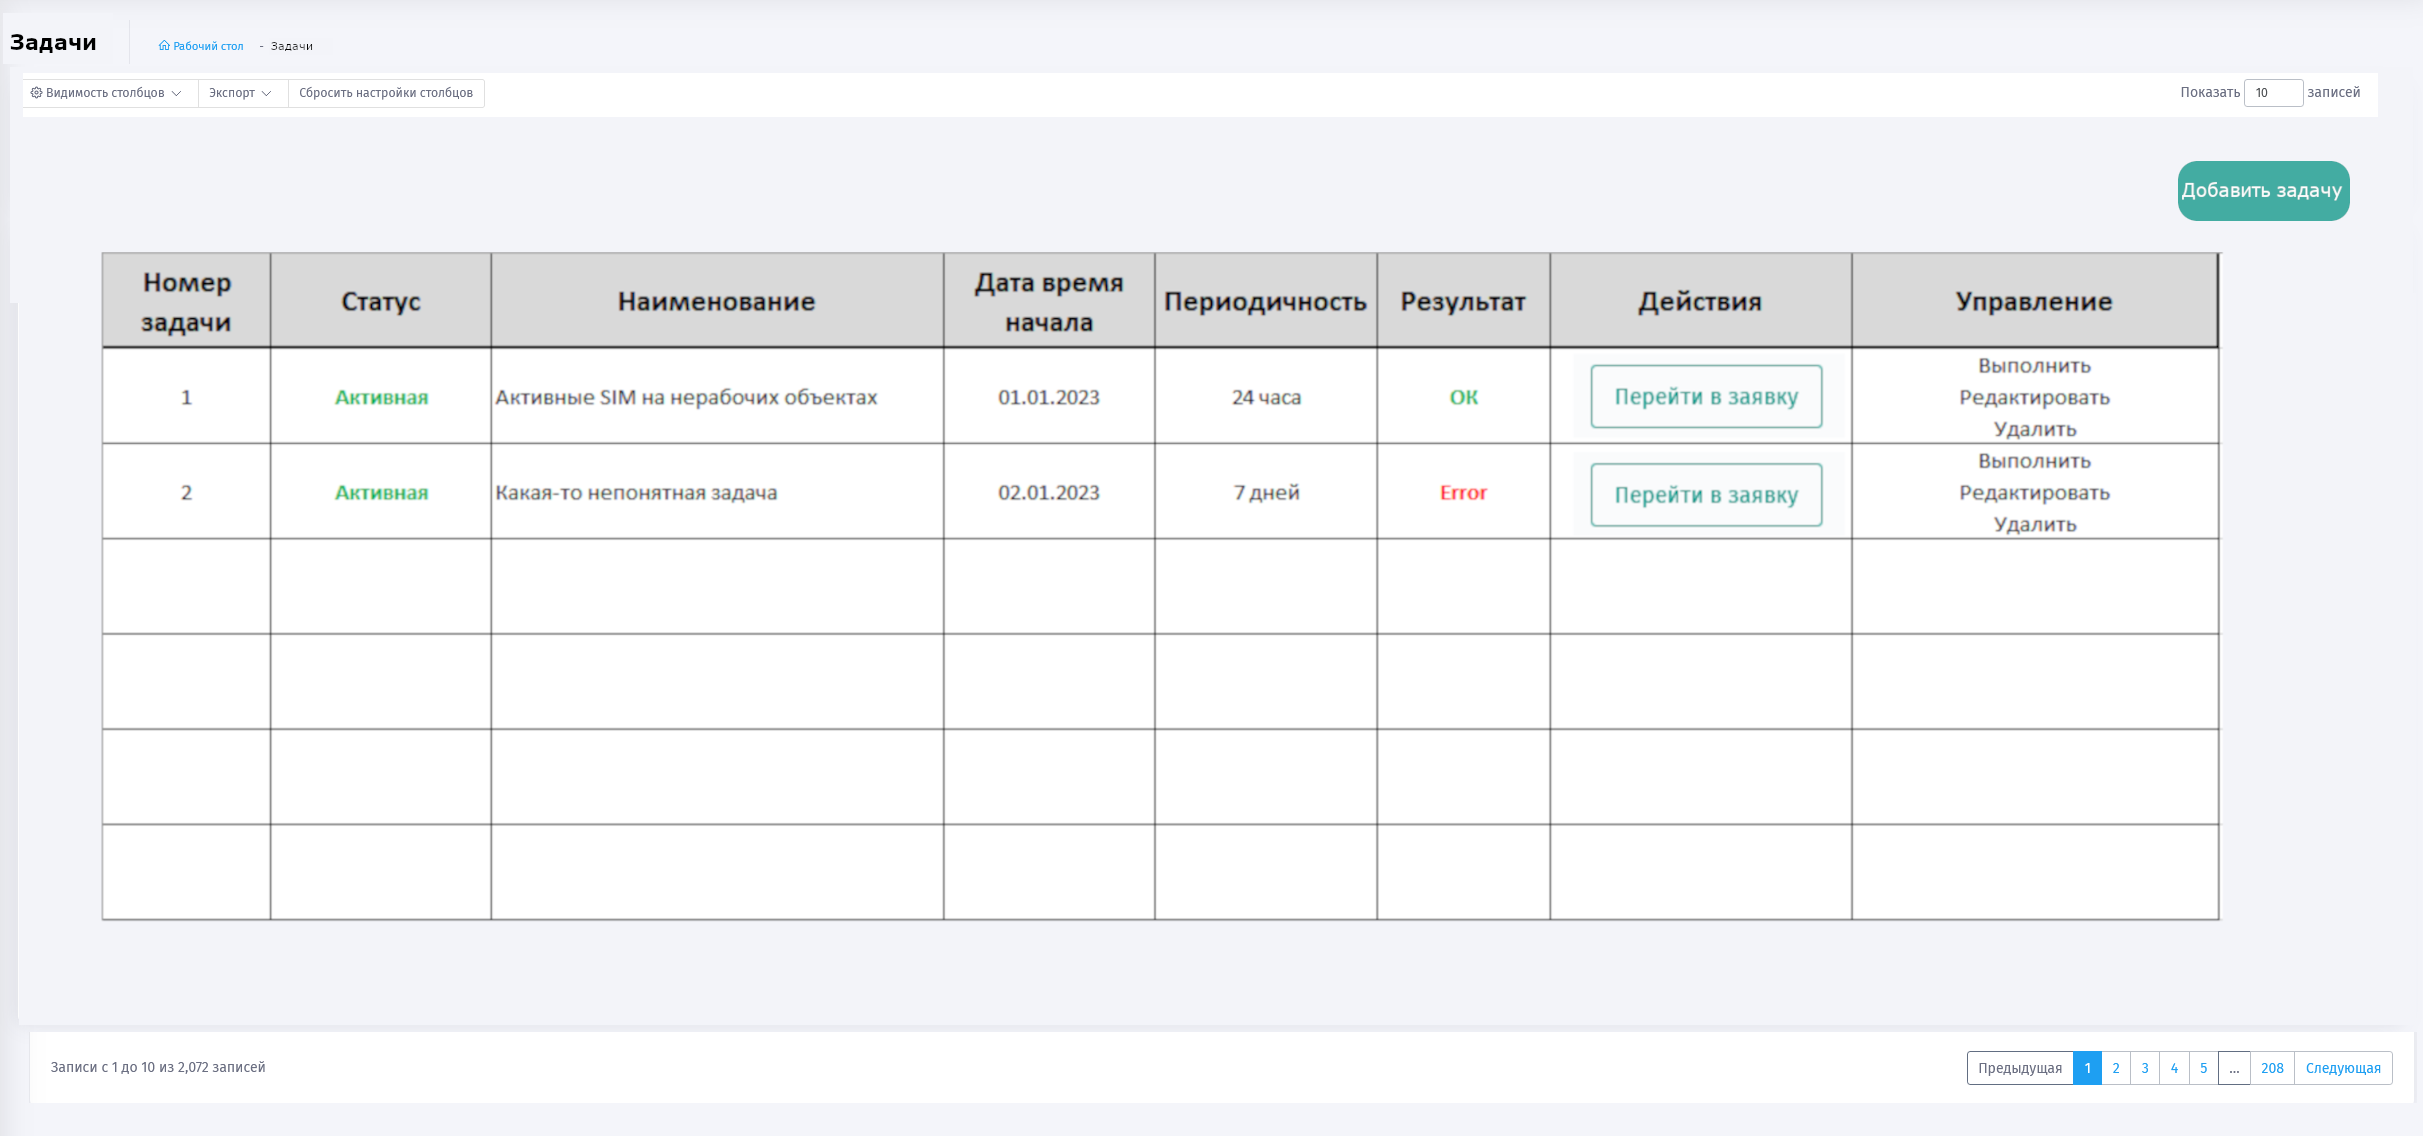 Задачи
Рабочий стол - Задачи
Видимость столбцов Экспорт Сбросить настройки столбцов
Показать 10 записей
Добавить задачу
Номер задачи Статус Наименование Дата время начала Периодичность Результат Действия Управление
1 Активная Активные SIM на нерабочих объектах 01.01.2023 24 часа ОК Перейти в заявку Выполнить
Редактировать
Удалить
2 Активная Какая-то непонятная задача 02.01.2023 7 дней Error Перейти в заявку Выполнить
Редактировать
Удалить
Записи с 1 до 10 из 2,072 записей
Предыдущая 1 2 3 4 5 ... 208 Следующая